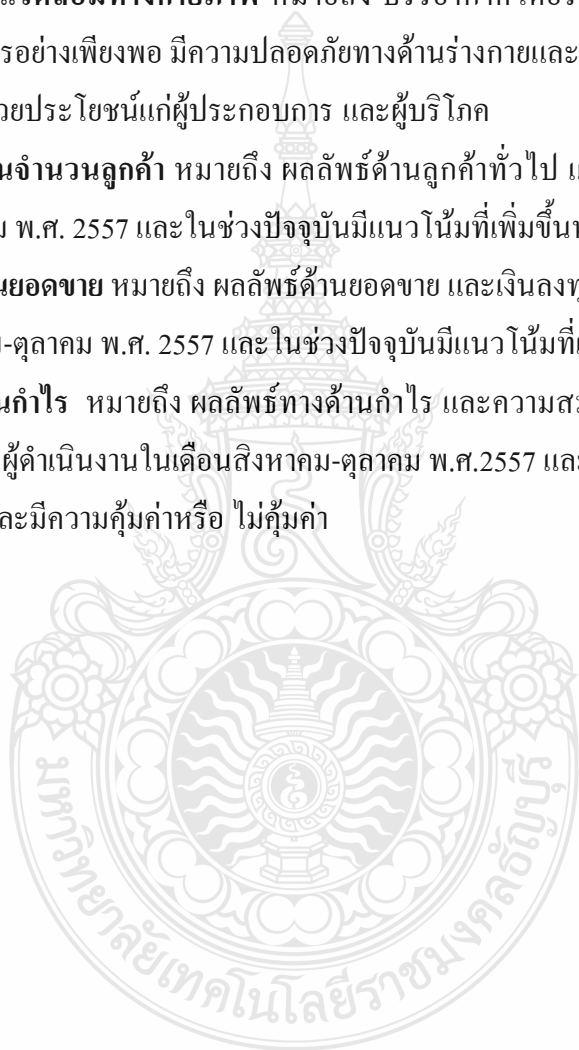 ทางกายภาพ หมายถึง บรรยากาศโดย
รอย่างเพียงพอ มีความปลอดภัยทางด้านร่างกายและ
วยประโยชน์แก่ผู้ประกอบการ และผู้บริโภค
นจำนวนลูกค้า หมายถึง ผลลัพธ์ด้านลูกค้าทั่วไป
ม พ.ศ. 2557 และในช่วงปัจจุบันมีแนวโน้มที่เพิ่มขึ้น
นยอดขาย หมายถึง ผลลัพธ์ด้านยอดขาย และเงินลงทุ
-ตุลาคม พ.ศ. 2557 และในช่วงปัจจุบันมีแนวโน้มที่
นกำไร หมายถึง ผลลัพธ์ทางด้านกำไร และความส
ผู้ดำเนินงานในเดือนสิงหาคม-ตุลาคม พ.ศ.2557 และ
ละมีความคุ้มค่าหรือ ไม่คุ้มค่า
มหาวิทยาลัยเทคโนโลยีราชมงคลธัญบุรี